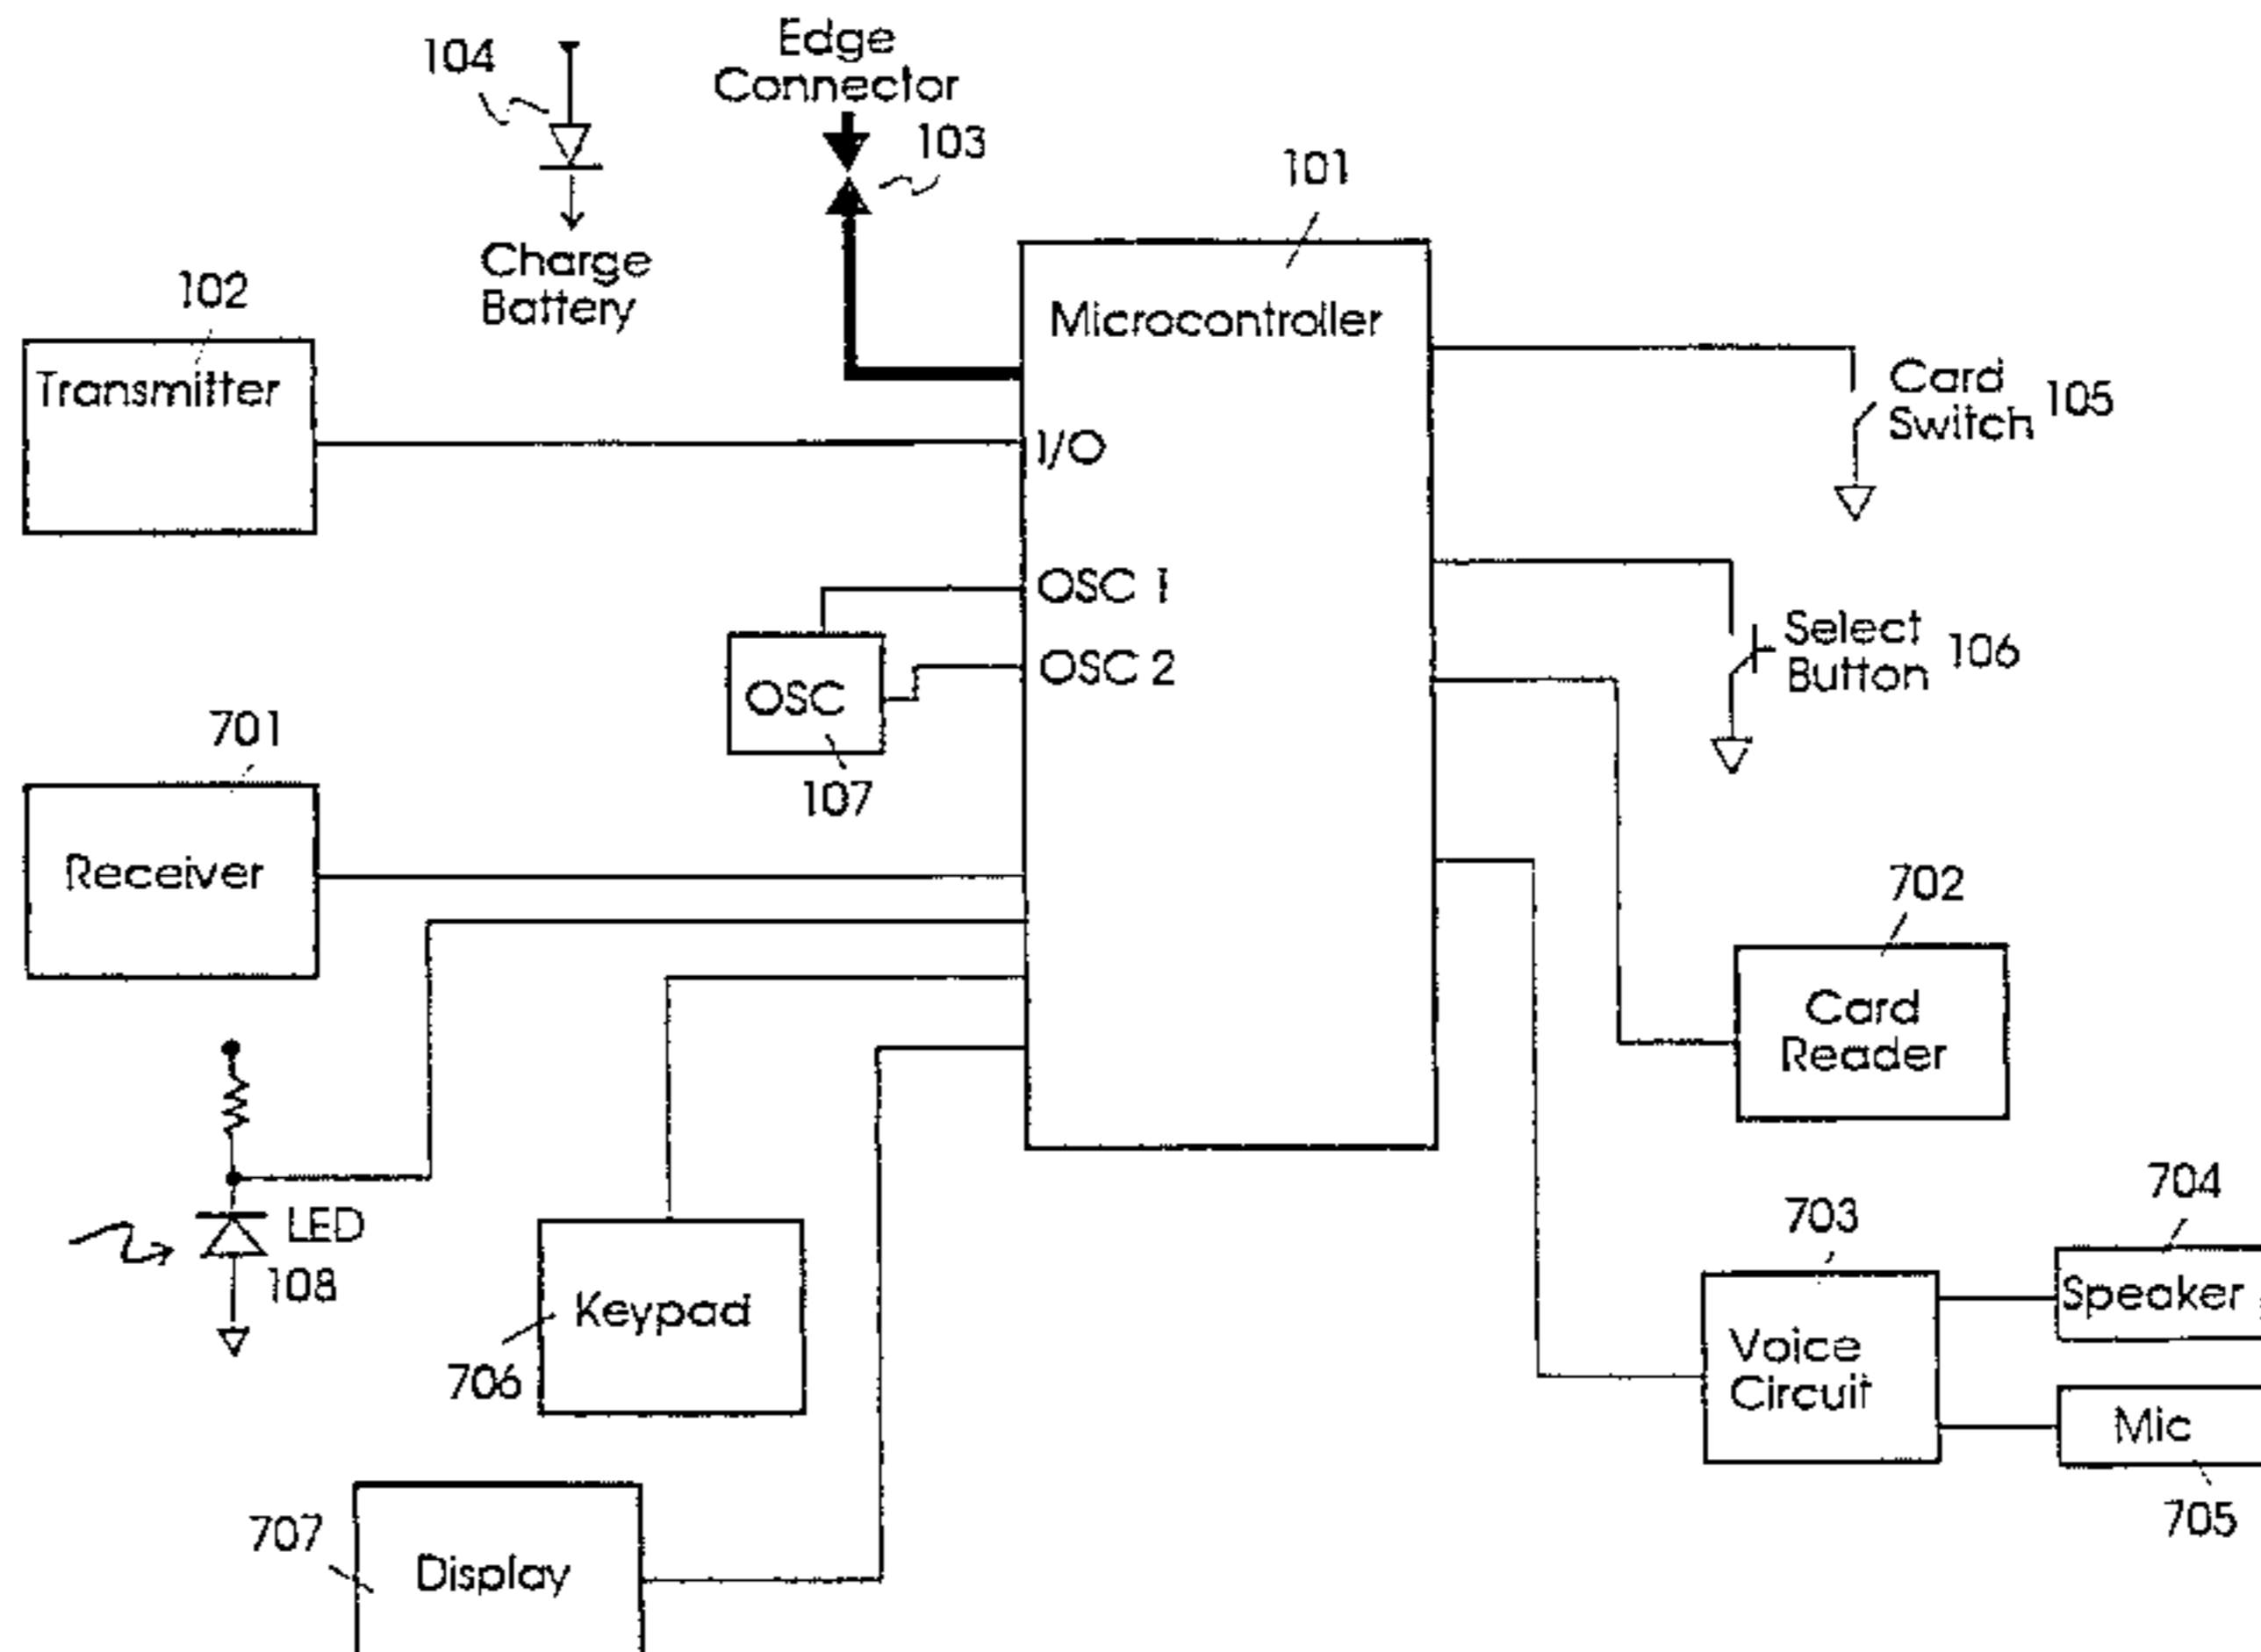 104
Edge
Connector
103
101
Charge
Battery
102
Transmitter
Microcontroller
I/O
Card
Switch
105
OSC 1
OSC 2
OSC
107
Select
Button
106
701
Receiver
702
Card
Reader
LED
108
Keypad
706
703
Voice
Circuit
704
Speaker
Mic
705
707
Display